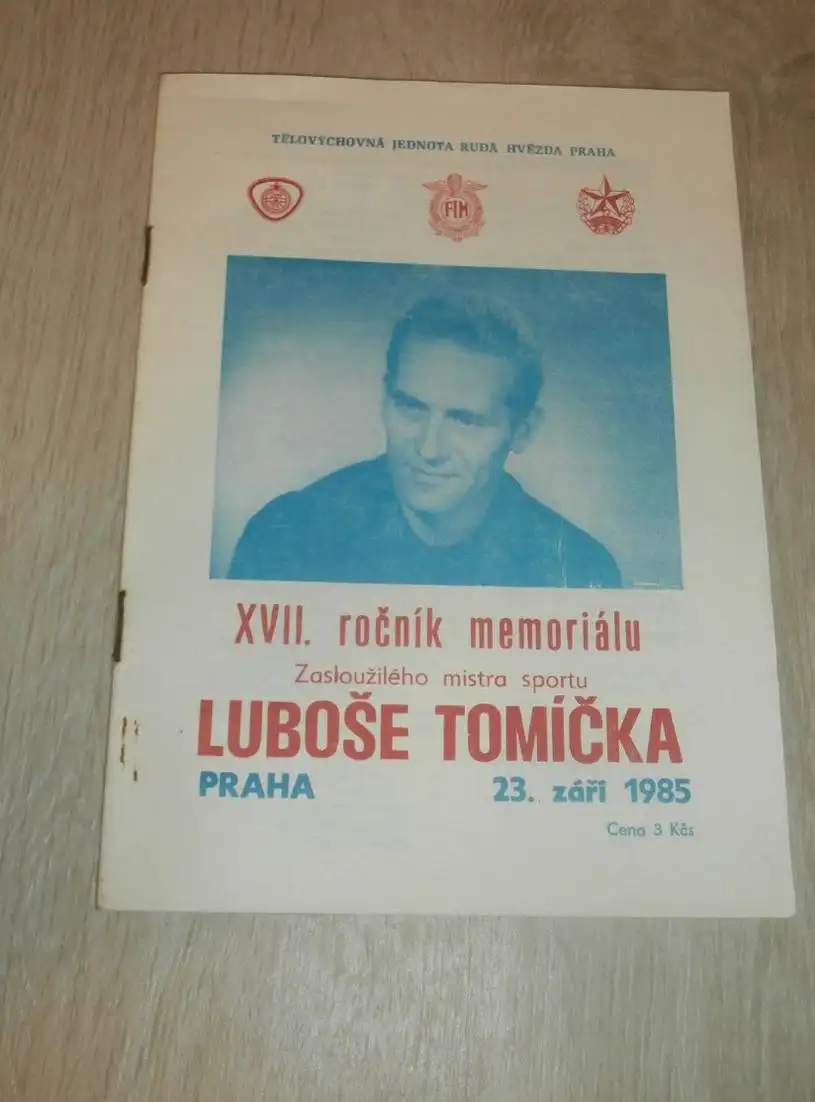 TĚLOVÝCHOVNÁ JEDNOTA RUDÁ HVĚZDA PRAHA
FIM
XVII. ročník memoriálu
Zasloužilého mistra sportu
LUBOŠE TOMÍČKA
PRAHA 23. září 1985
Cena 3 Kčs